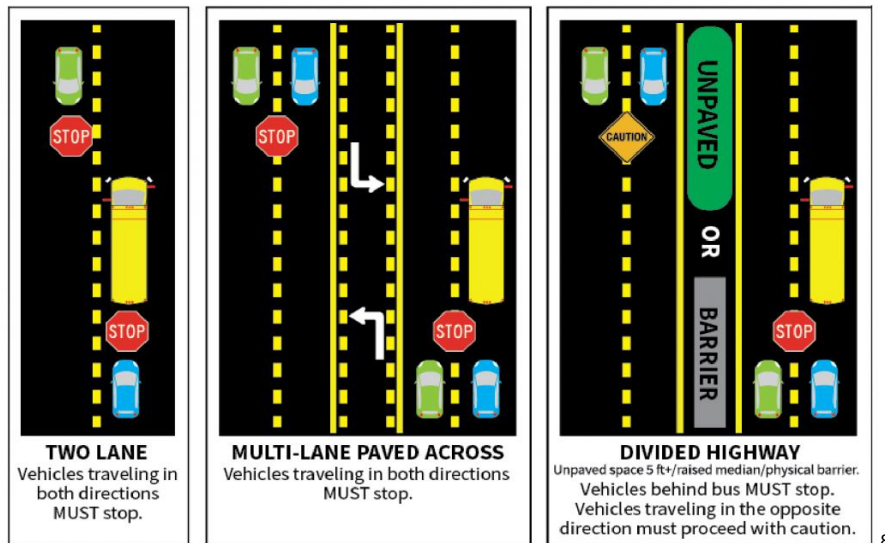 STOP
STOP
TWO LANE
Vehicles traveling in
both directions
MUST stop.
STOP
STOP
MULTI-LANE PAVED ACROSS
Vehicles traveling in both directions
MUST stop.
CAUTION
UNPAVED
OR
BARRIER
STOP
DIVIDED HIGHWAY
Unpaved space 5 ft+/raised median/physical barrier.
Vehicles behind bus MUST stop.
Vehicles traveling in the opposite
direction must proceed with caution.